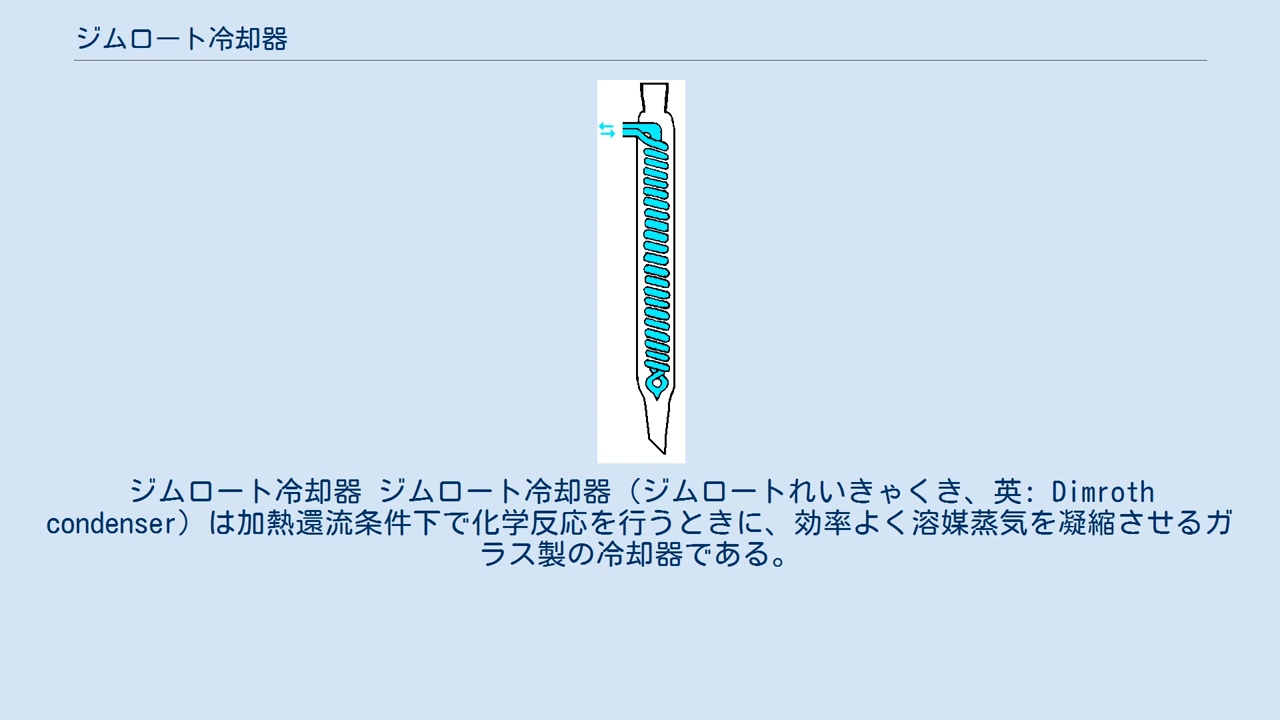 ジムロート冷却器
ジムロート冷却器 ジムロート冷却器（ジムロートれいきゃくき、英: Dimroth
condenser）は加熱還流条件下で化学反応を行うときに、効率よく溶媒蒸気を凝縮させるガ
ラス製の冷却器である。